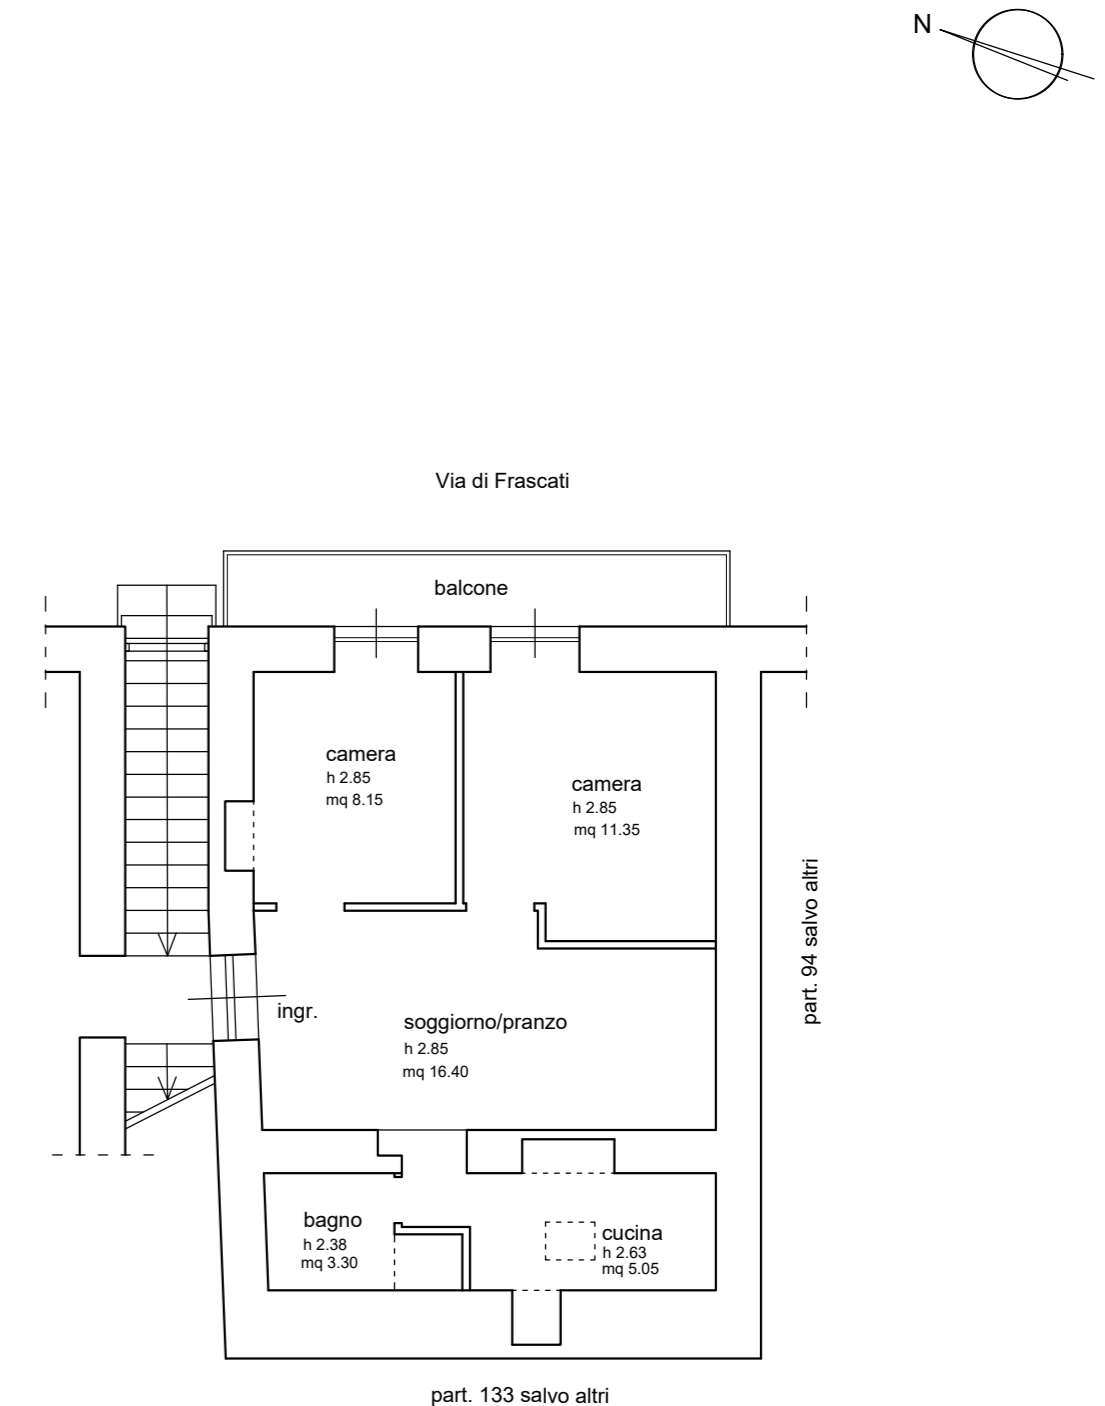 N
Via di Frascati
balcone
camera
h 2.85
mq 8.15
camera
h 2.85
mq 11.35
part. 94 salvo altri
ingr.
soggiorno/pranzo
h 2.85
mq 16.40
bagno
h 2.38
mq 3.30
cucina
h 2.63
mq 5.05
part. 133 salvo altri